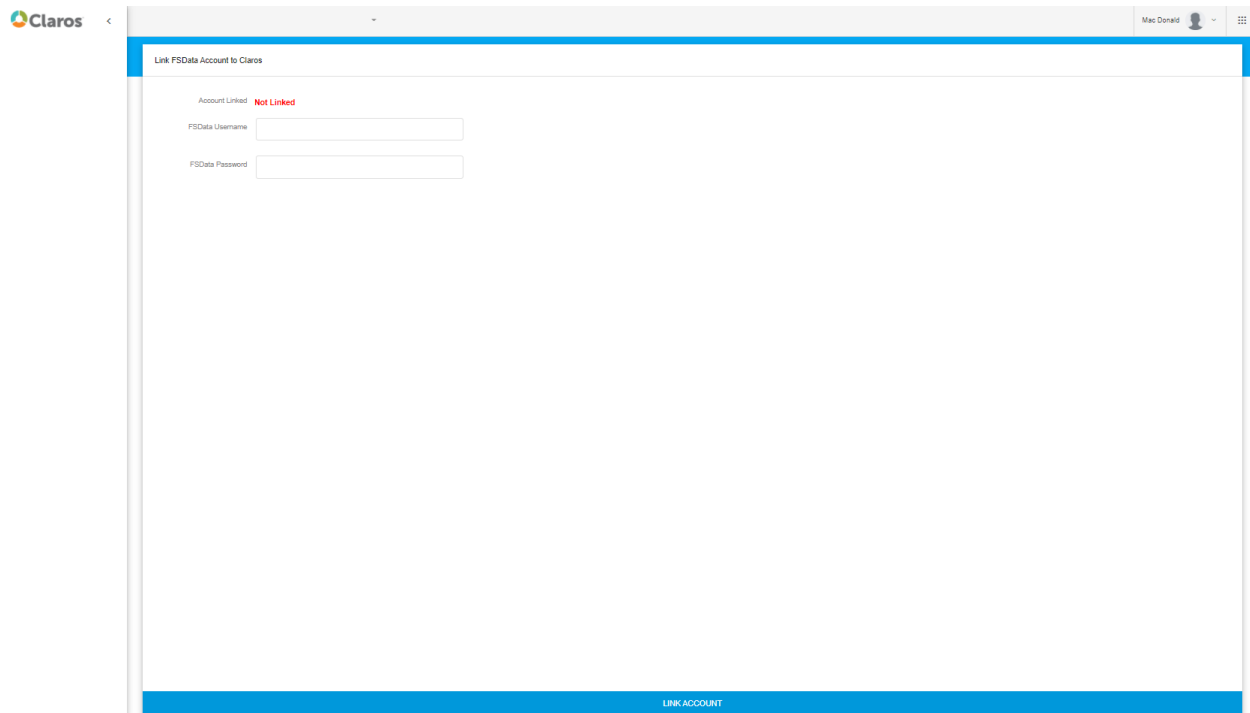 Claros
Mac Donald
Link FSData Account to Claros
Account Linked Not Linked
FSData Username
FSData Password
LINK ACCOUNT